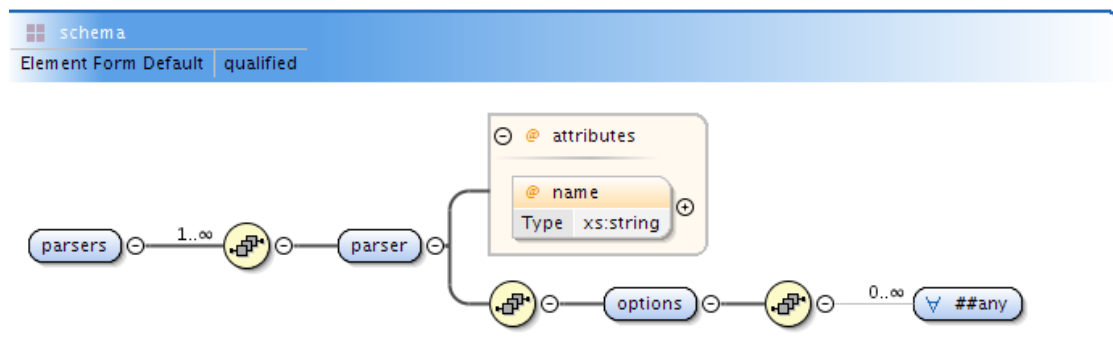 schema
Element Form Default qualified
@ attributes
@ name
Type xs:string
parsers 1..∞ parser
options 0..∞ ∀ ##any